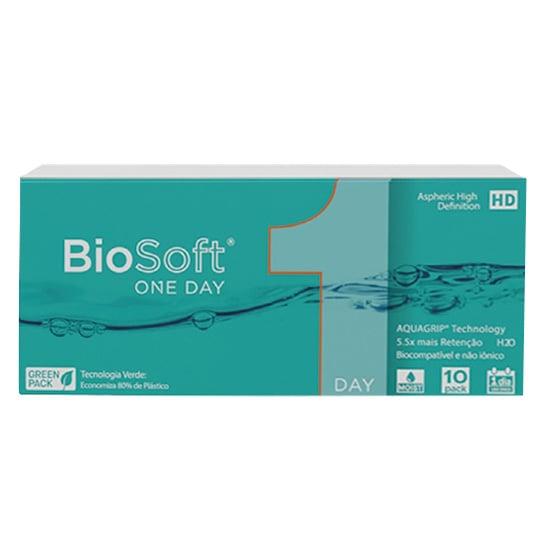 Aspheric High
Definition HD
BioSoft®
ONE DAY
1
AQUAGRIP® Technology
5.5x mais Retenção H2O
Biocompatível e não iônico
GREEN
PACK
Tecnologia Verde:
Economiza 80% de Plástico
DAY
MOIST
10
pack
1 dia